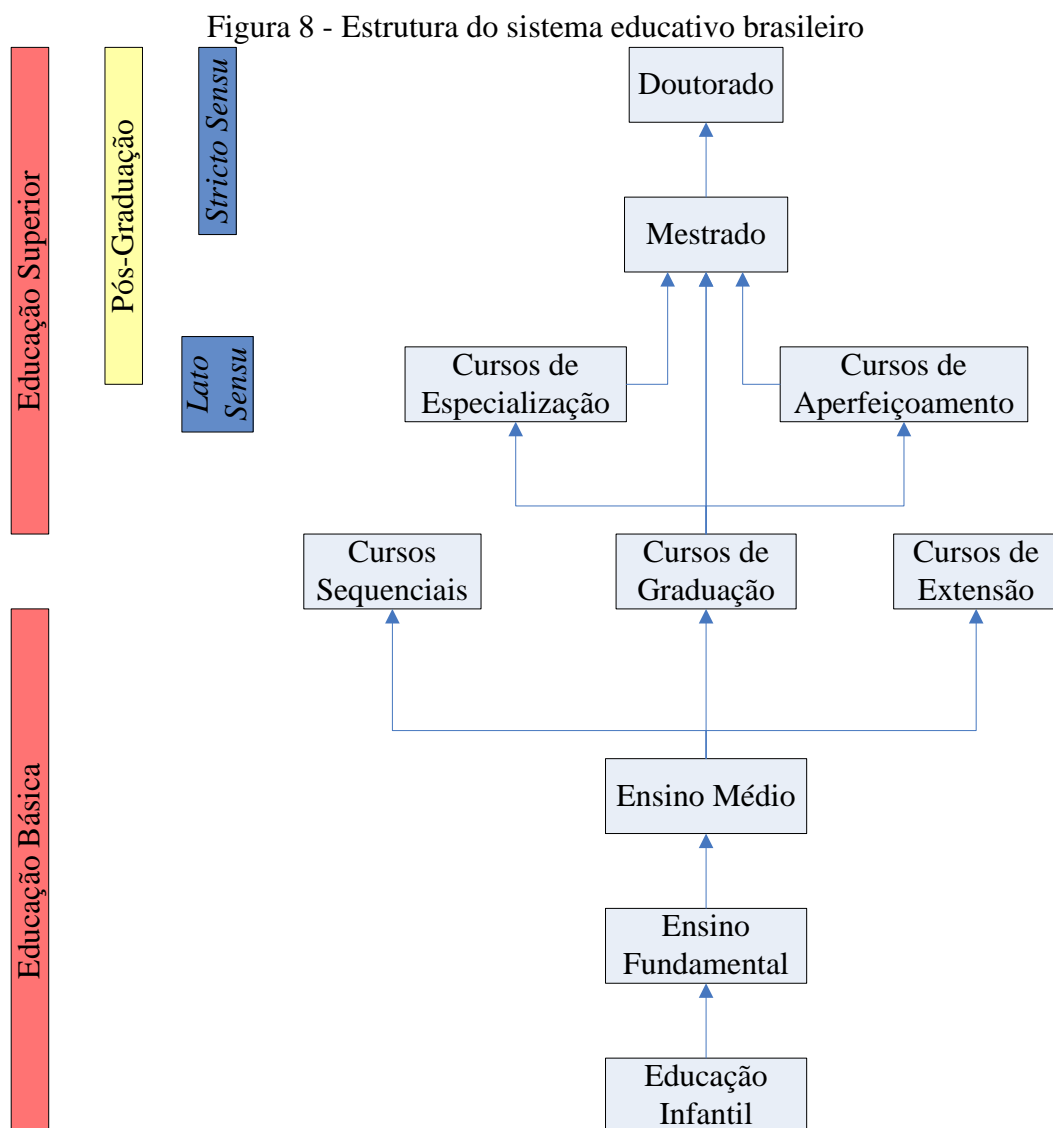 Figura 8 - Estrutura do sistema educativo brasileiro
Educação Superior
Pós-Graduação
Stricto Sensu
Lato
Sensu
Doutorado
Mestrado
Cursos de
Especialização
Cursos de
Aperfeiçoamento
Cursos
Sequenciais
Cursos de
Graduação
Cursos de
Extensão
Educação Básica
Ensino Médio
Ensino
Fundamental
Educação
Infantil